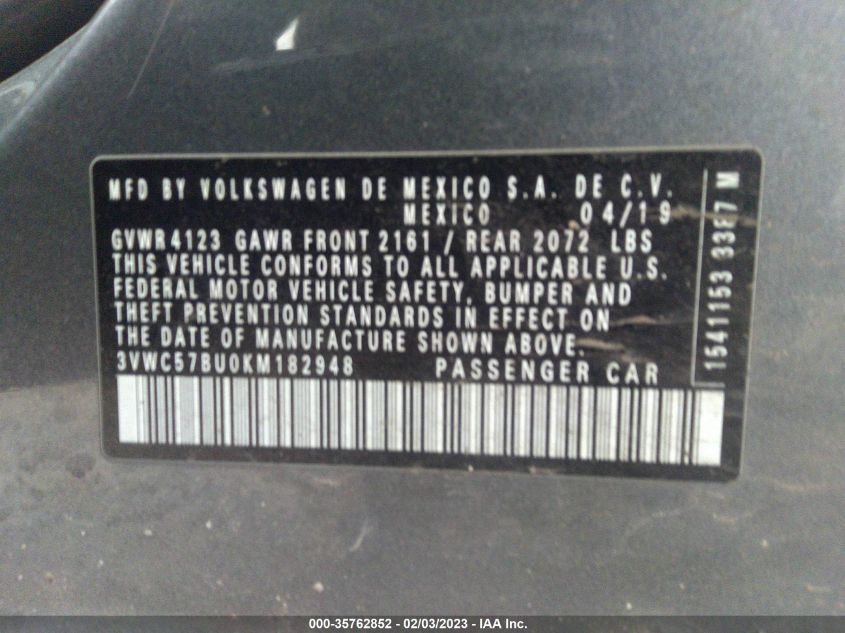 MFD BY VOLKSWAGEN DE MEXICO S.A. DE C.V.
MEXICO 04/19
GVWR 4123 GAWR FRONT 2161 / REAR 2072 LBS
THIS VEHICLE CONFORMS TO ALL APPLICABLE U.S.
FEDERAL MOTOR VEHICLE SAFETY, BUMPER AND
THEFT PREVENTION STANDARDS IN EFFECT ON
THE DATE OF MANUFACTURE SHOWN ABOVE.
3VWC57BU0KM182948 PASSENGER CAR
1541153 3387 M
000-35762852 - 02/03/2023 - IAA Inc.